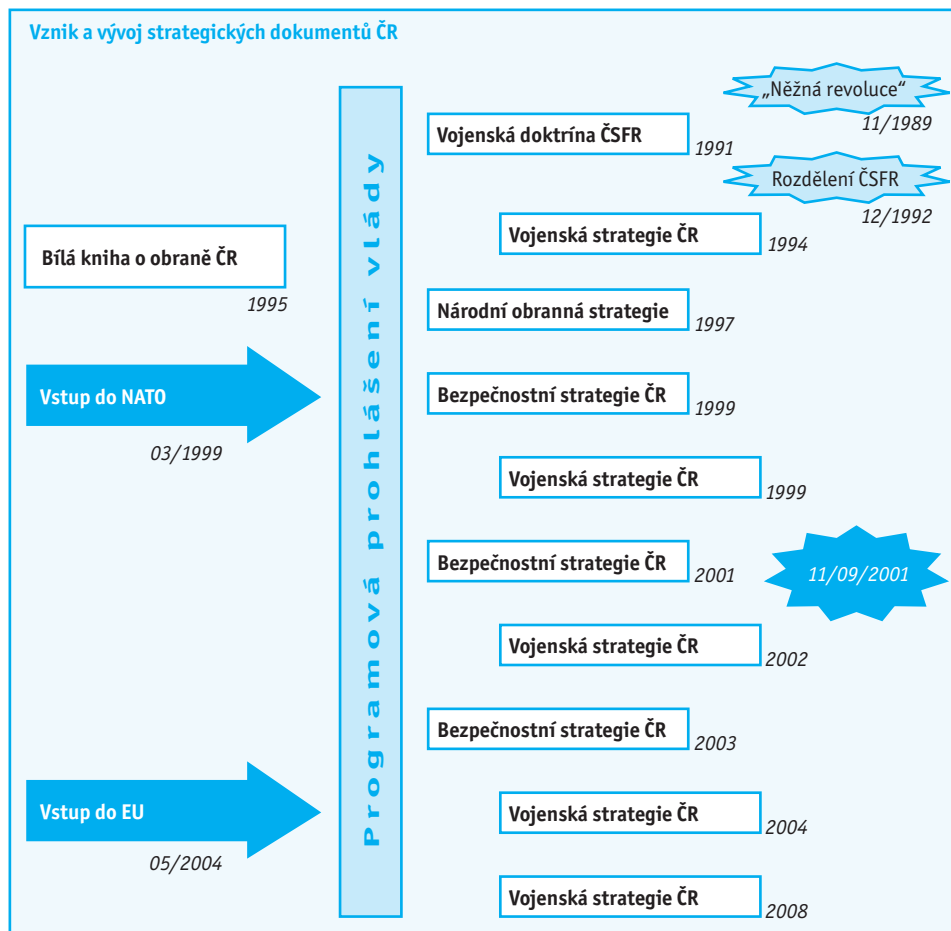 Vznik a vývoj strategických dokumentů ČR
„Něžná revoluce“
11/1989
Vojenská doktrína ČSFR
1991
Rozdělení ČSFR
12/1992
Vojenská strategie ČR
1994
Bílá kniha o obraně ČR
1995
Národní obranná strategie
1997
Vstup do NATO
03/1999
Programová prohlášení vlády
Bezpečnostní strategie ČR
1999
Vojenská strategie ČR
1999
Bezpečnostní strategie ČR
2001
11/09/2001
Vojenská strategie ČR
2002
Bezpečnostní strategie ČR
2003
Vstup do EU
05/2004
Vojenská strategie ČR
2004
Vojenská strategie ČR
2008